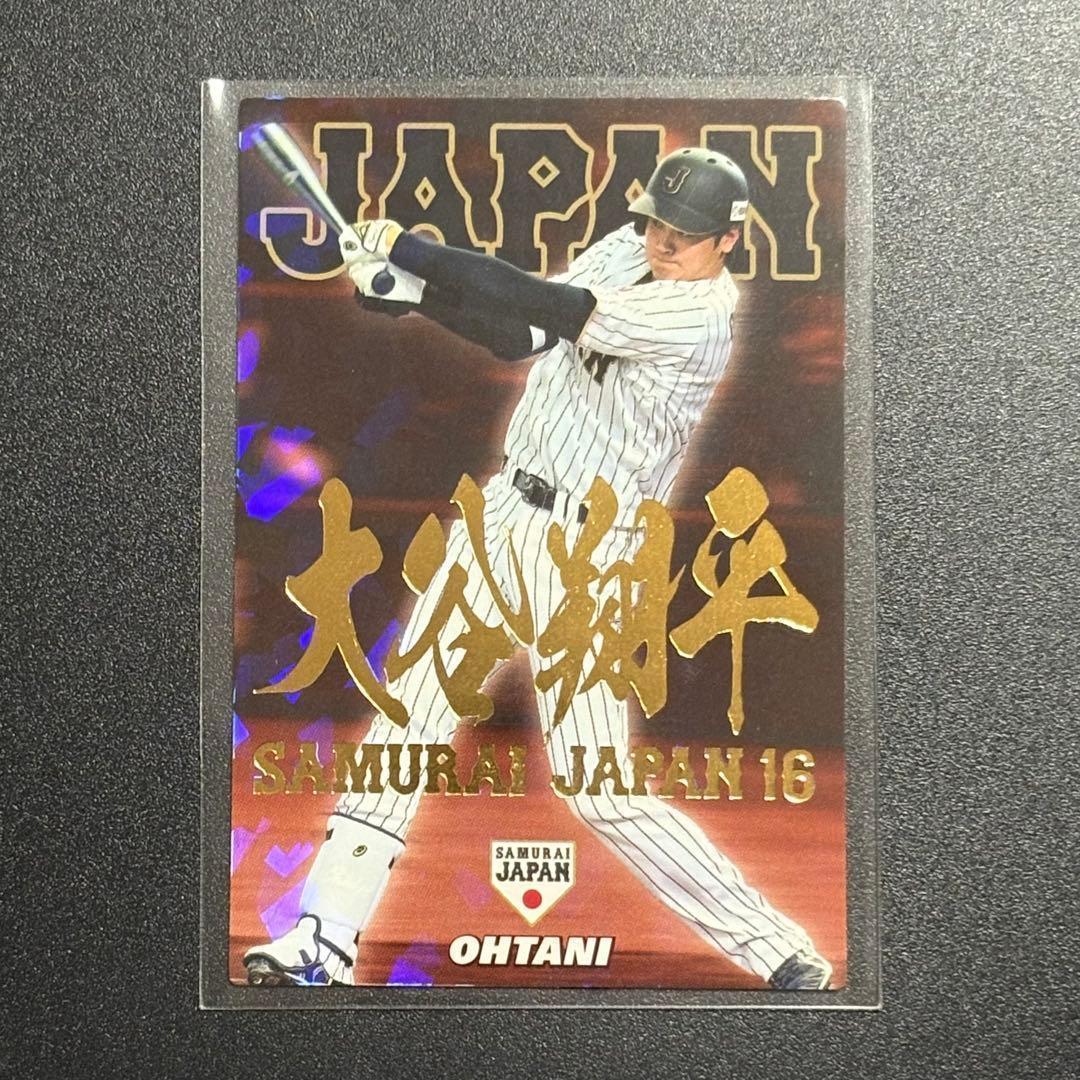 JAPAN
J
大谷翔平
SAMURAI JAPAN 16
SAMURAI
JAPAN
OHTANI